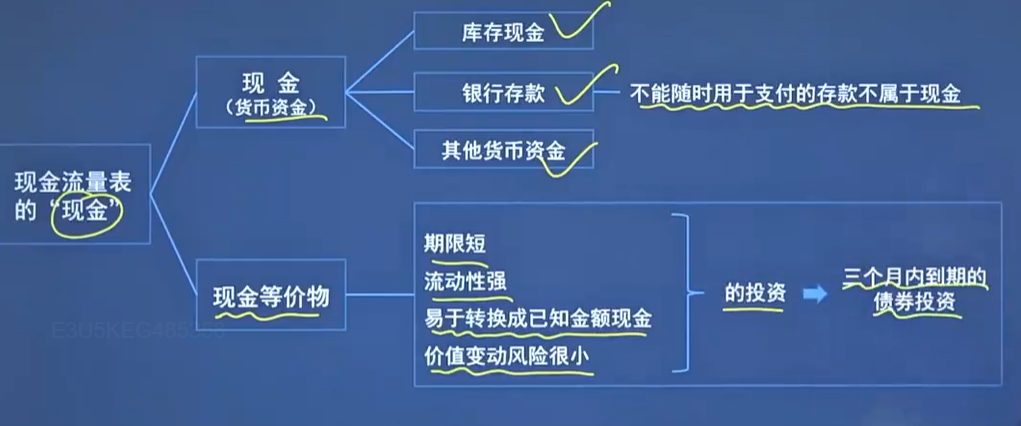 库存现金
现 金
（货币资金）
银行存款
不能随时用于支付的存款不属于现金
其他货币资金
现金流量表
的“现金”
期限短
流动性强
易于转换成已知金额现金
价值变动风险很小
现金等价物
的投资
三个月内到期的
债券投资